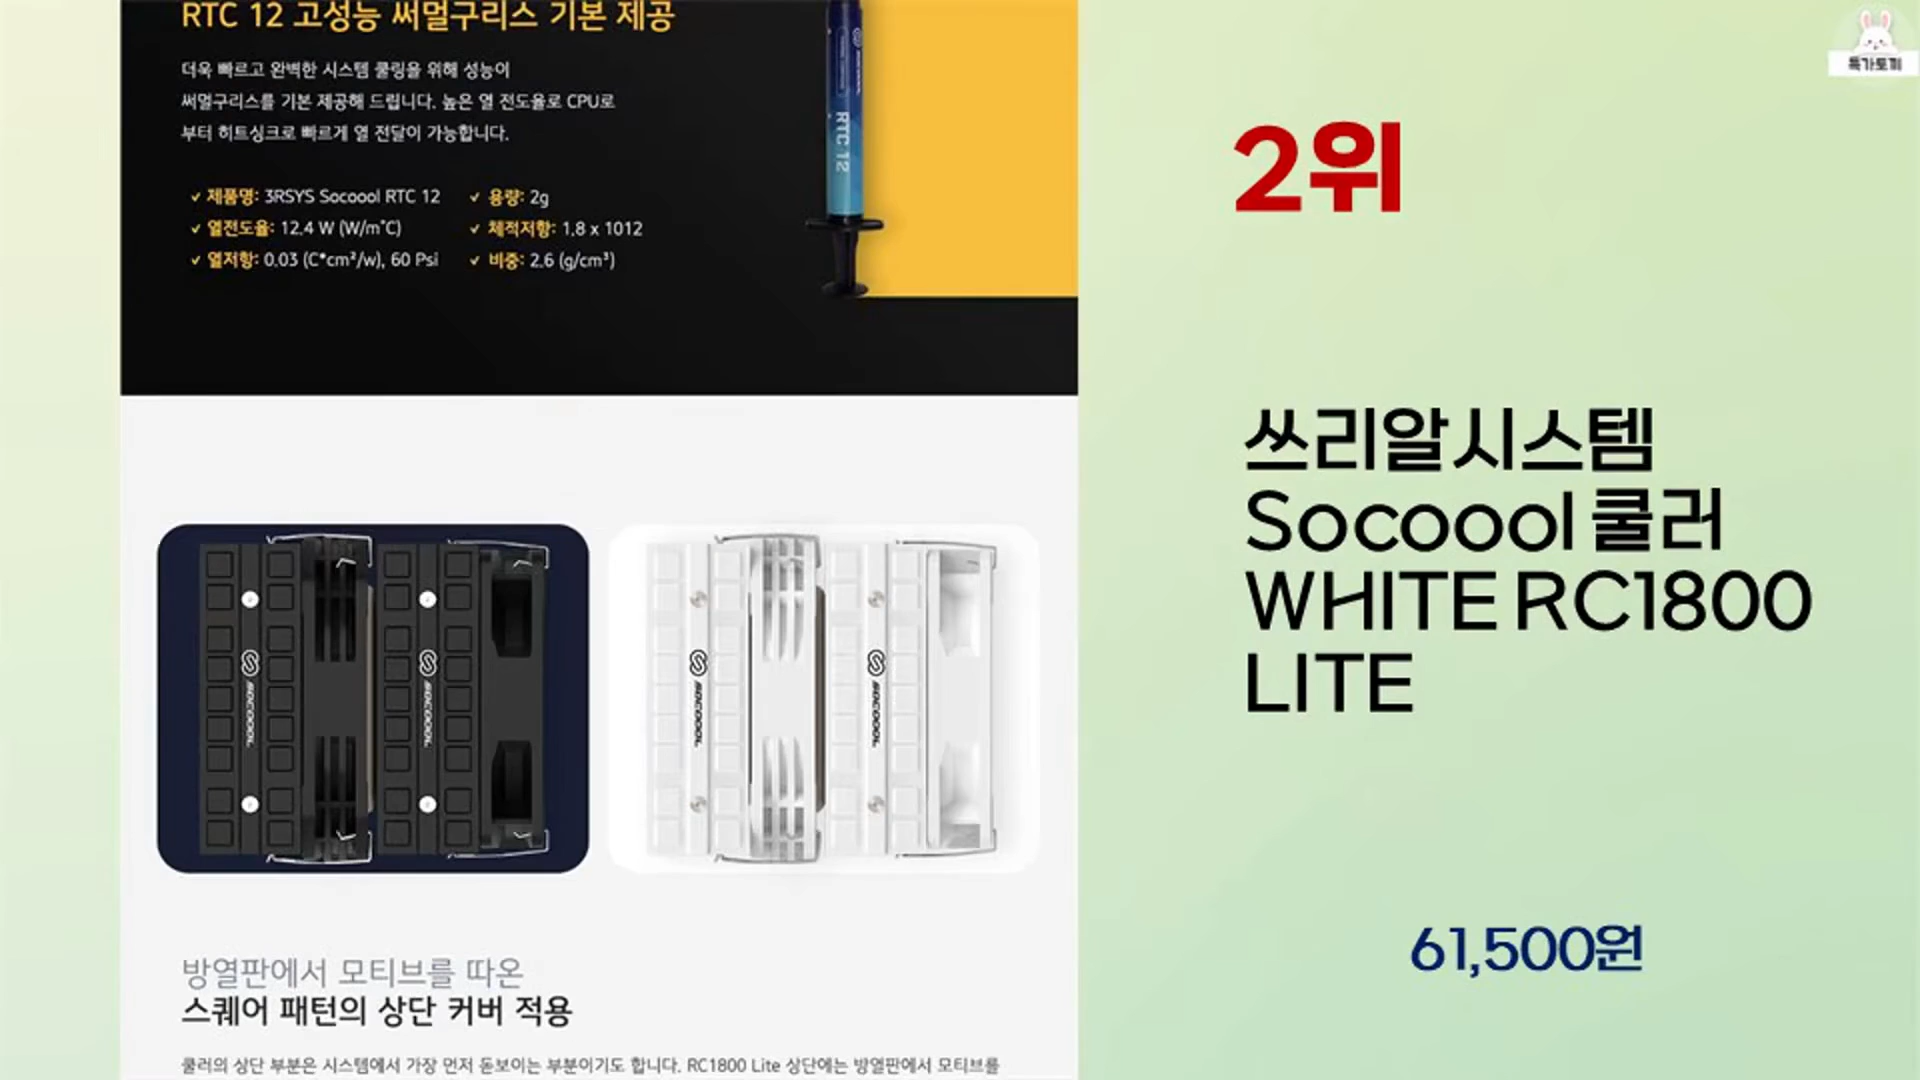 RTC 12 고성능 써멀구리스 기본 제공
더욱 빠르고 완벽한 시스템 쿨링을 위해 성능이
써멀구리스를 기본 제공해 드립니다. 높은 열 전도율로 CPU로
부터 히트싱크로 빠르게 열 전달이 가능합니다.
✓ 제품명: 3RSYS Socoool RTC 12
✓ 용량: 2g
✓ 열전도율: 12.4 W (W/m˚C)
✓ 체적저항: 1.8 x 1012
✓ 열저항: 0.03 (C*cm²/w), 60 Psi
✓ 비중: 2.6 (g/cm³)
RTC 12
SOCOOOL
SOCOOOL
SOCOOOL
SOCOOOL
방열판에서 모티브를 따온
스퀘어 패턴의 상단 커버 적용
쿨러의 상단 부분은 시스템에서 가장 먼저 돋보이는 부분이기도 합니다. RC1800 Lite 상단에는 방열판에서 모티브를
특가토끼
2위
쓰리알시스템
Socoool 쿨러
WHITE RC1800
LITE
61,500원